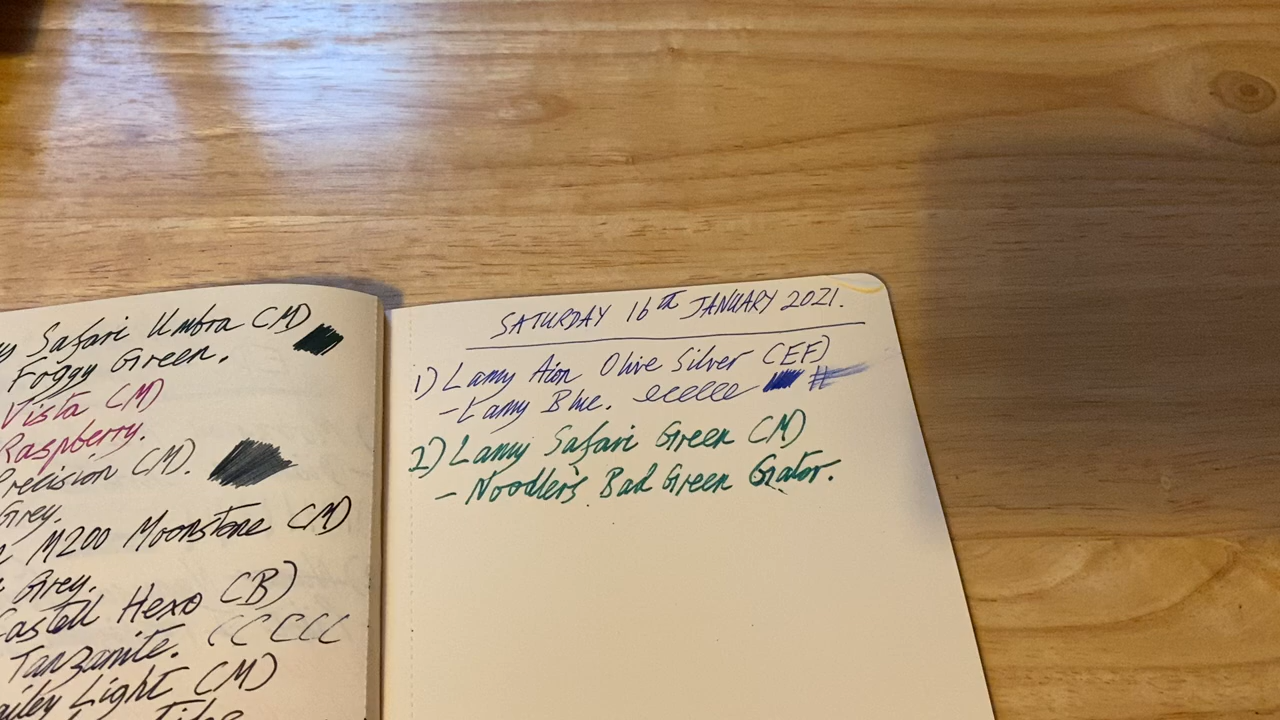 Safari Umbra (M)
Foggy Green.
Vista (M)
Raspberry.
Precision (M).
Grey.
M200 Moonstone (M)
Grey.
Castell Hexo (B)
Tanzanite. CCCCC
Light (M)
SATURDAY 16th JANUARY 2021.
1) Lamy Aion Olive Silver (EF)
- Lamy Blue.
2) Lamy Safari Green (M)
- Noodler's Bad Green Gator.